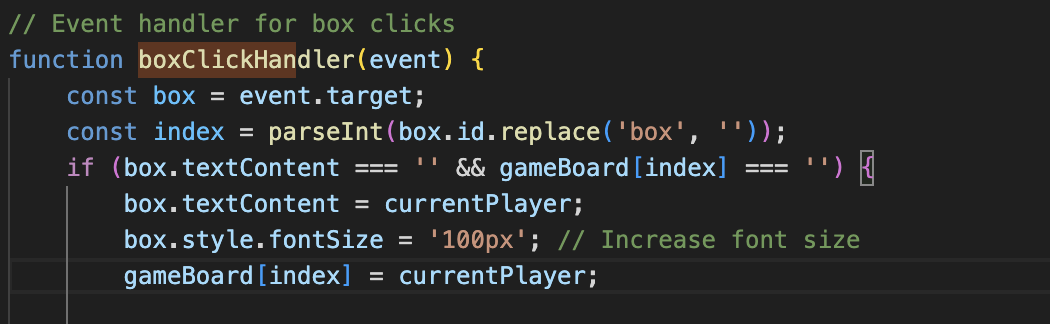 // Event handler for box clicks
function boxClickHandler(event) {
    const box = event.target;
    const index = parseInt(box.id.replace('box', ''));
    if (box.textContent === '' && gameBoard[index] === '') {
        box.textContent = currentPlayer;
        box.style.fontSize = '100px'; // Increase font size
        gameBoard[index] = currentPlayer;